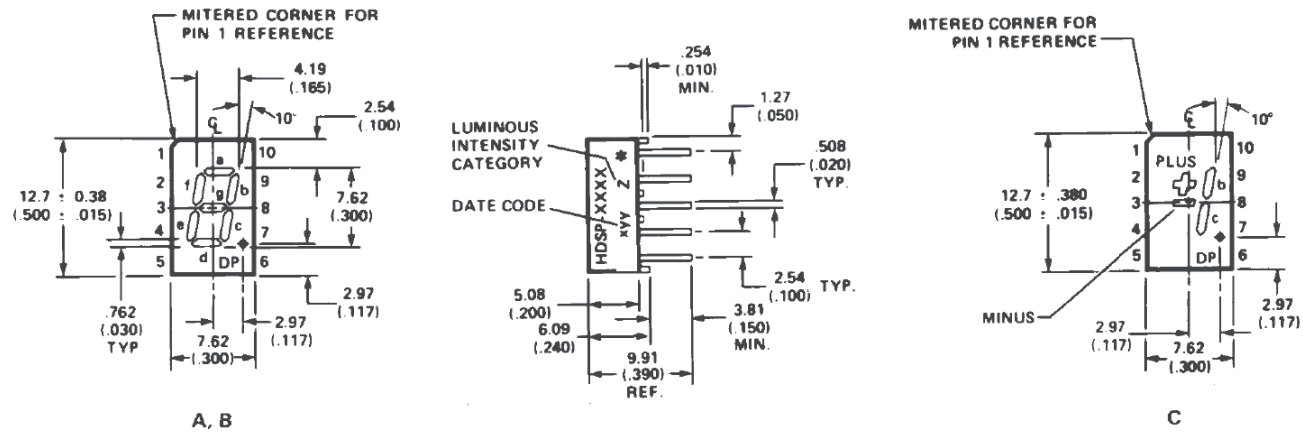 MITERED CORNER FOR
PIN 1 REFERENCE
4.19
(.165)
2.54
(.100)
10°
C L
1
2
3
4
5
10
9
8
7
6
a
f
b
g
e
c
d
DP
12.7 ± 0.38
(.500 ± .015)
7.62
(.300)
.762
(.030)
TYP
2.97
(.117)
2.97
(.117)
7.62
(.300)
A, B
.254
(.010)
MIN.
1.27
(.050)
LUMINOUS
INTENSITY
CATEGORY
DATE CODE
HDSP-XXXX
xYY Z *
.508
(.020)
TYP.
2.54
(.100) TYP.
5.08
(.200)
6.09
(.240)
3.81
(.150)
MIN.
9.91
(.390)
REF.
MITERED CORNER FOR
PIN 1 REFERENCE
C L
10°
1
2
3
4
5
10
9
8
7
6
PLUS
b
c
DP
12.7 ± .380
(.500 ± .015)
MINUS
2.97
(.117)
2.97
(.117)
7.62
(.300)
C